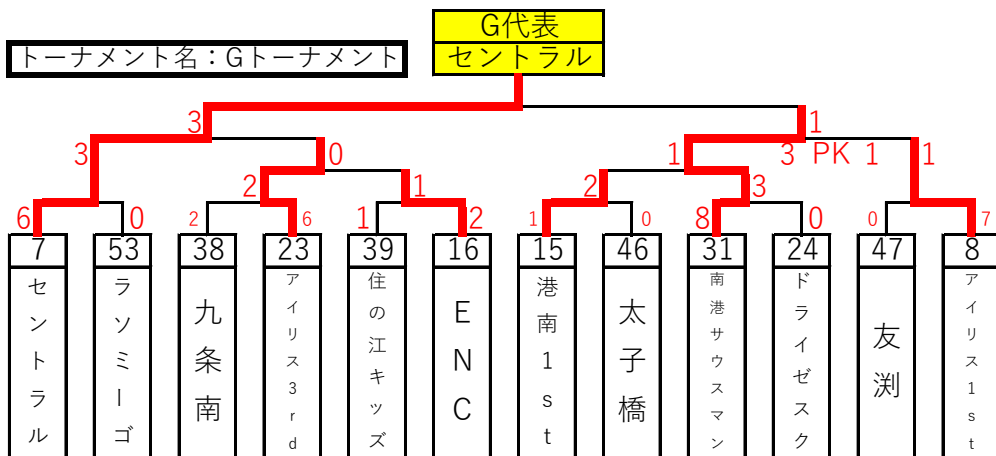 G代表
セントラル
トーナメント名：Gトーナメント
3
1
3
0
1
3 PK 1
1
2
1
2
3
6
0
2
6
1
2
1
0
8
0
0
7
7
53
38
23
39
16
15
46
31
24
47
8
セントラル
ラソミーゴ
九条南
アイリス3rd
住の江キッズ
ENC
港南1st
太子橋
南港サウスマン
ドライゼスク
友渕
アイリス1st